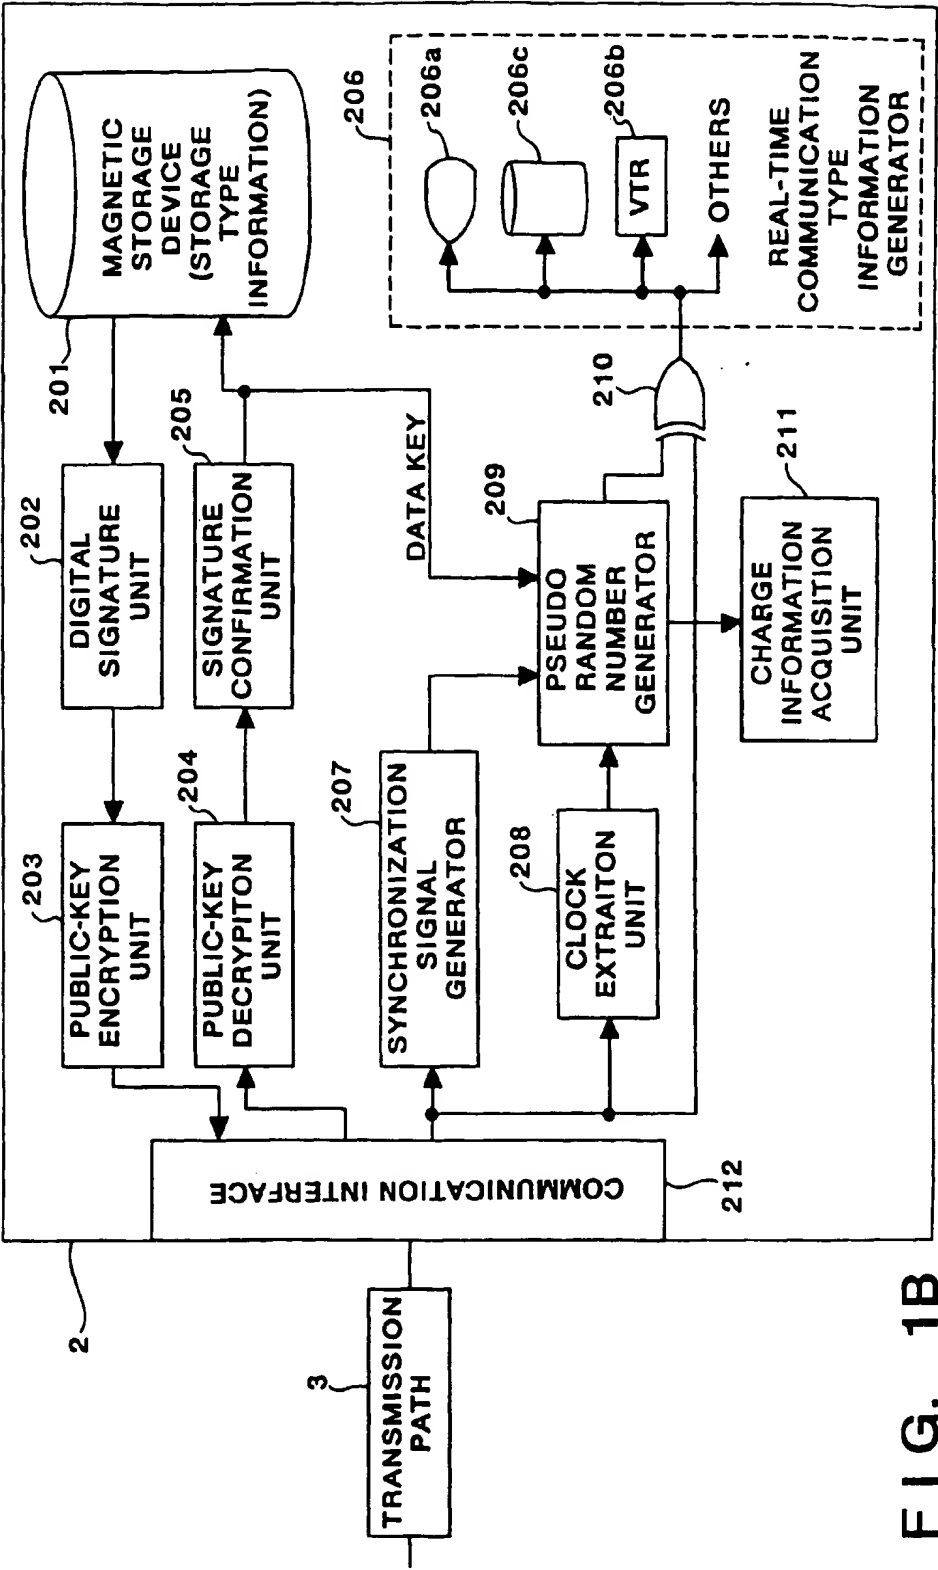 2
3
TRANSMISSION
PATH
COMMUNICATION INTERFACE
212
203
PUBLIC-KEY
ENCRYPTION
UNIT
202
DIGITAL
SIGNATURE
UNIT
201
MAGNETIC
STORAGE
DEVICE
(STORAGE
TYPE
INFORMATION)
204
PUBLIC-KEY
DECRYPITON
UNIT
205
SIGNATURE
CONFIRMATION
UNIT
DATA KEY
207
SYNCHRONIZATION
SIGNAL
GENERATOR
208
CLOCK
EXTRAITON
UNIT
209
PSEUDO
RANDOM
NUMBER
GENERATOR
210
211
CHARGE
INFORMATION
ACQUISITION
UNIT
206
206a
206c
206b
VTR
OTHERS
REAL-TIME
COMMUNICATION
TYPE
INFORMATION
GENERATOR
FIG. 1B